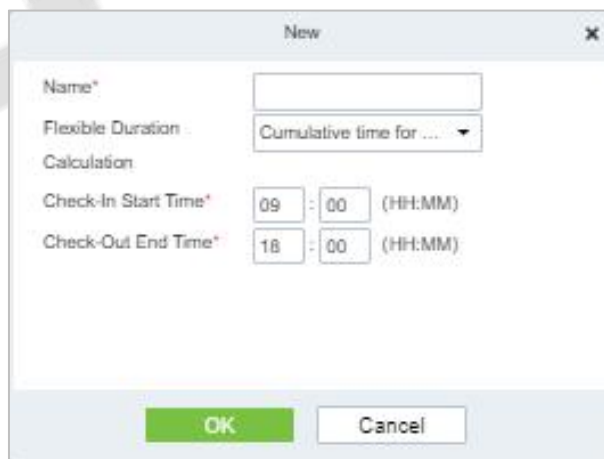 New
Name*
Flexible Duration Cumulative time for ...
Calculation
Check-In Start Time* 09 : 00 (HH:MM)
Check-Out End Time* 18 : 00 (HH:MM)
OK Cancel